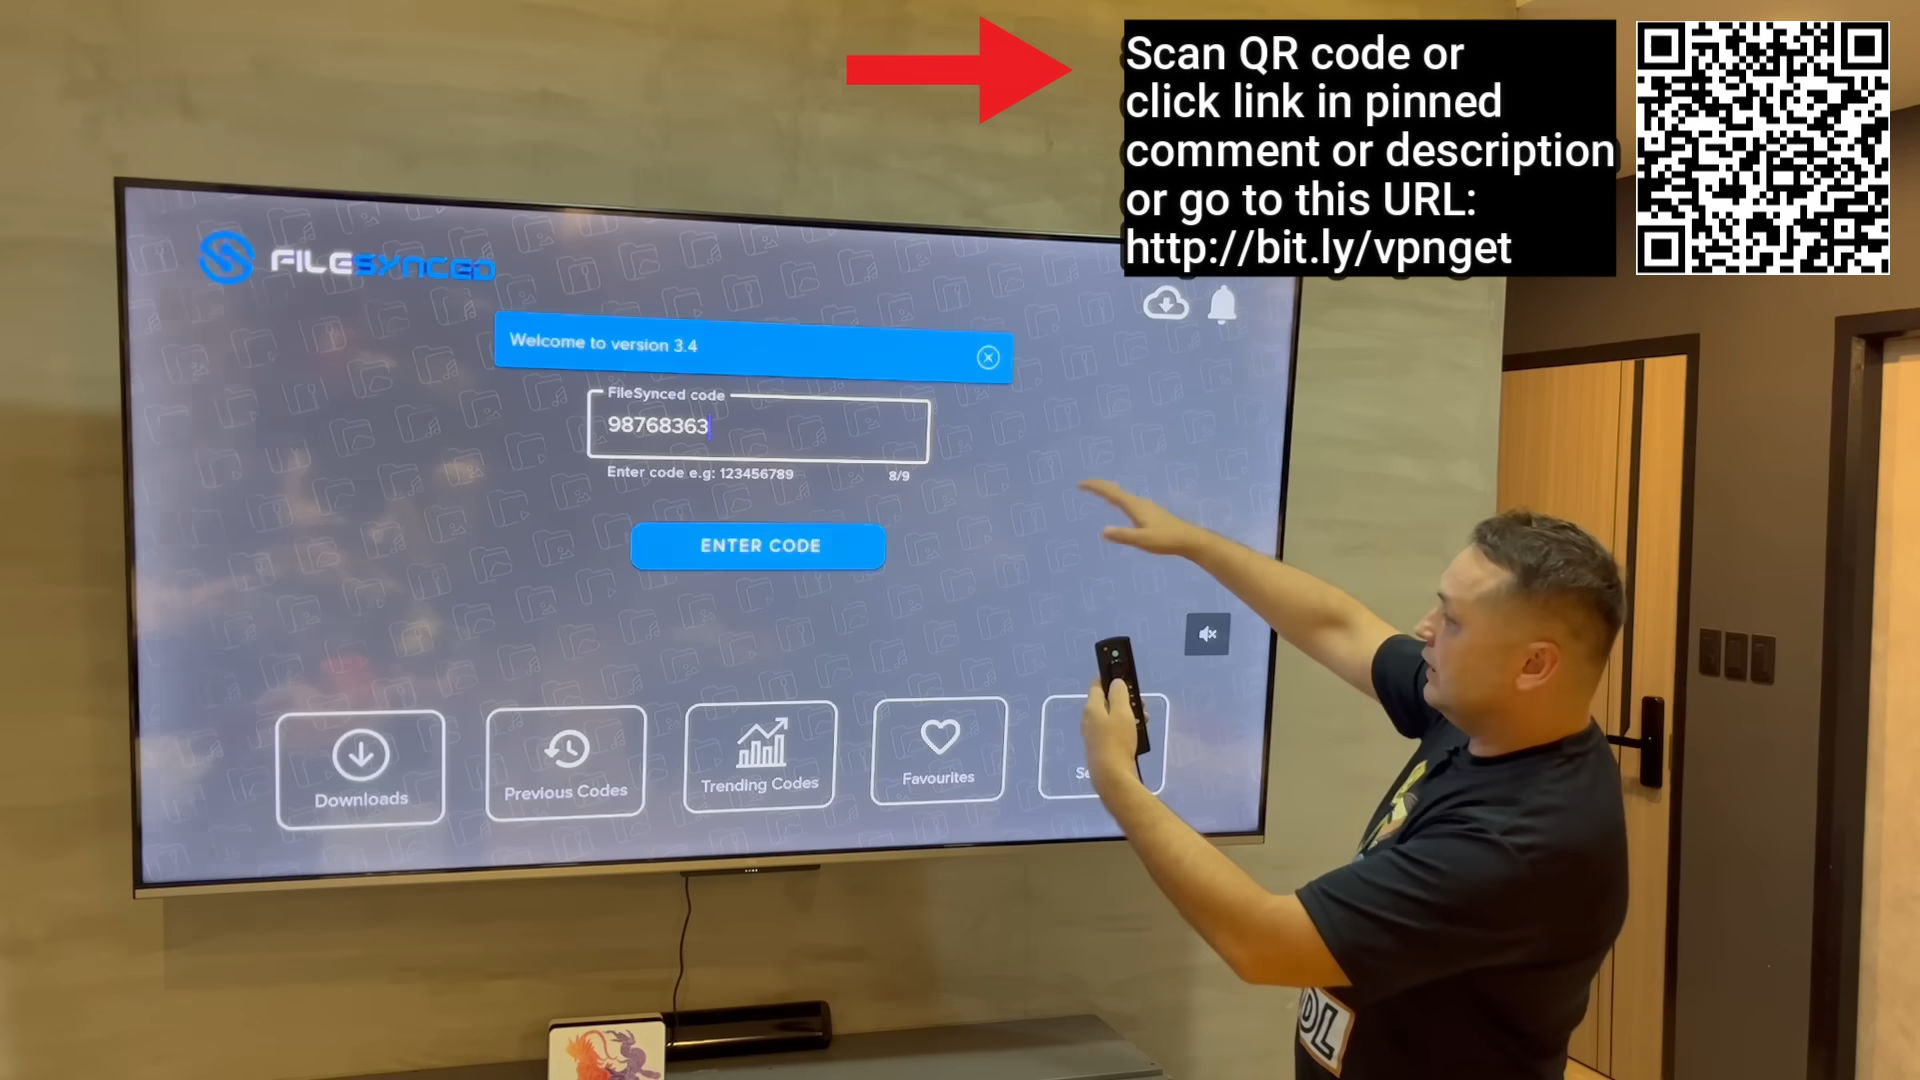 Scan QR code or
click link in pinned
comment or description
or go to this URL:
http://bit.ly/vpnget
FILESYNCED
Welcome to version 3.4
FileSynced code
98768363
Enter code e.g: 123456789
8/9
ENTER CODE
Downloads
Previous Codes
Trending Codes
Favourites